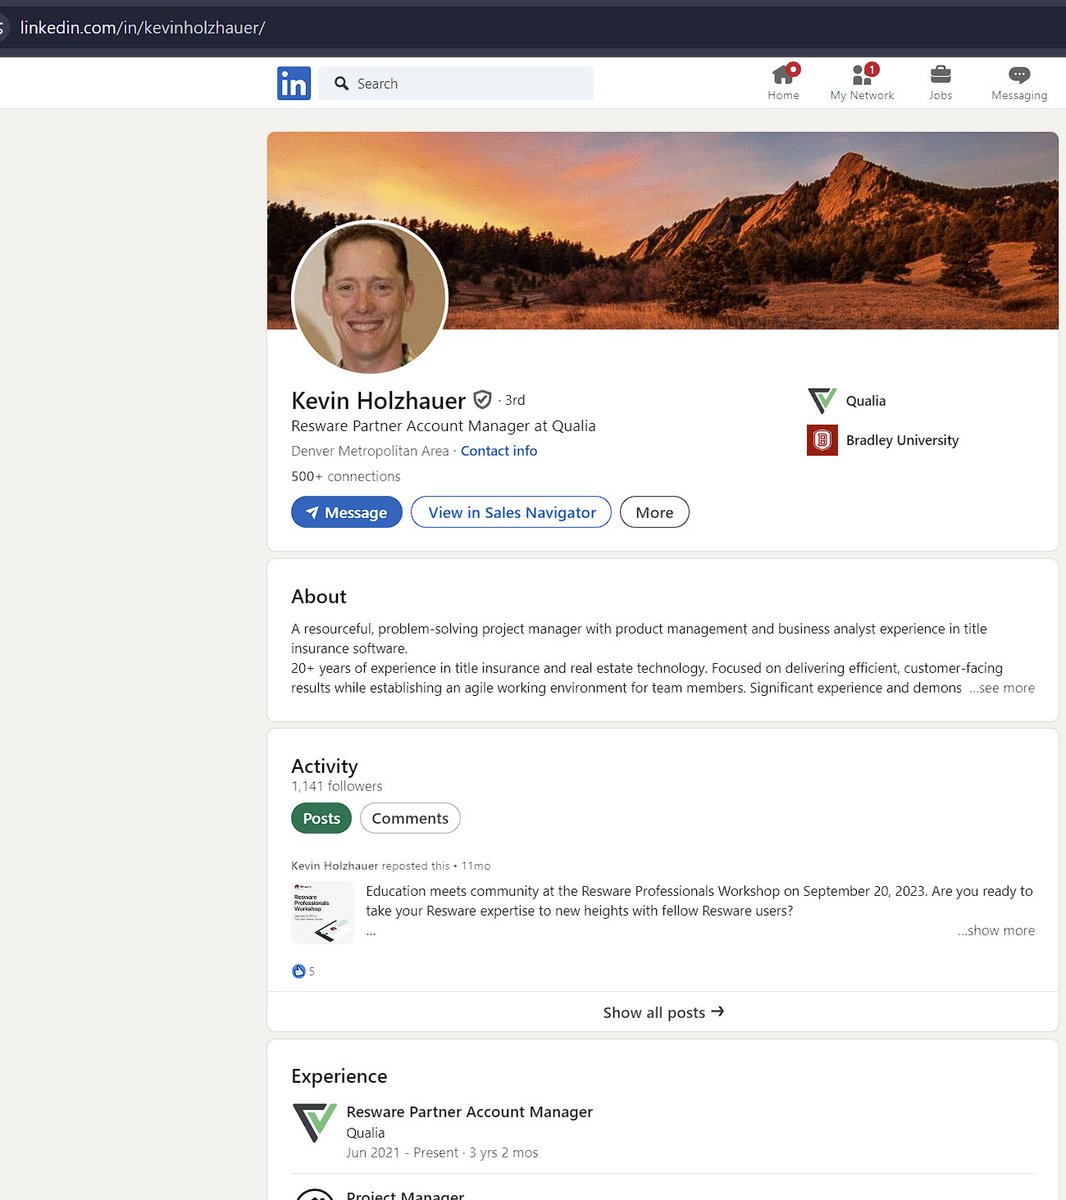 linkedin.com/in/kevinholzhauer/
in
Search
Home
1
My Network
Jobs
Messaging
Kevin Holzhauer · 3rd
Resware Partner Account Manager at Qualia
Denver Metropolitan Area · Contact info
500+ connections
Message
View in Sales Navigator
More
Qualia
B
Bradley University
About
A resourceful, problem-solving project manager with product management and business analyst experience in title
insurance software.
20+ years of experience in title insurance and real estate technology. Focused on delivering efficient, customer-facing
results while establishing an agile working environment for team members. Significant experience and demons ...see more
Activity
1,141 followers
Posts
Comments
Kevin Holzhauer reposted this • 11mo
Resware
Professionals
Workshop
Education meets community at the Resware Professionals Workshop on September 20, 2023. Are you ready to
take your Resware expertise to new heights with fellow Resware users?
...
...show more
5
Show all posts →
Experience
Resware Partner Account Manager
Qualia
Jun 2021 - Present · 3 yrs 2 mos
Project Manager